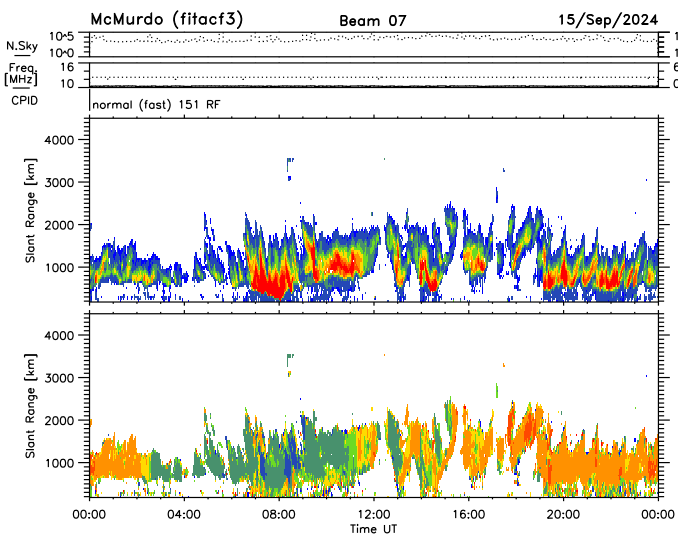 McMurdo (fitacf3) Beam 07 15/Sep/2024
N.Sky 10^5 10^0
Freq. [MHz] 16 10
CPID normal (fast) 151 RF
Slant Range [km] 4000 3000 2000 1000
Slant Range [km] 4000 3000 2000 1000
00:00 04:00 08:00 12:00 16:00 20:00 00:00
Time UT